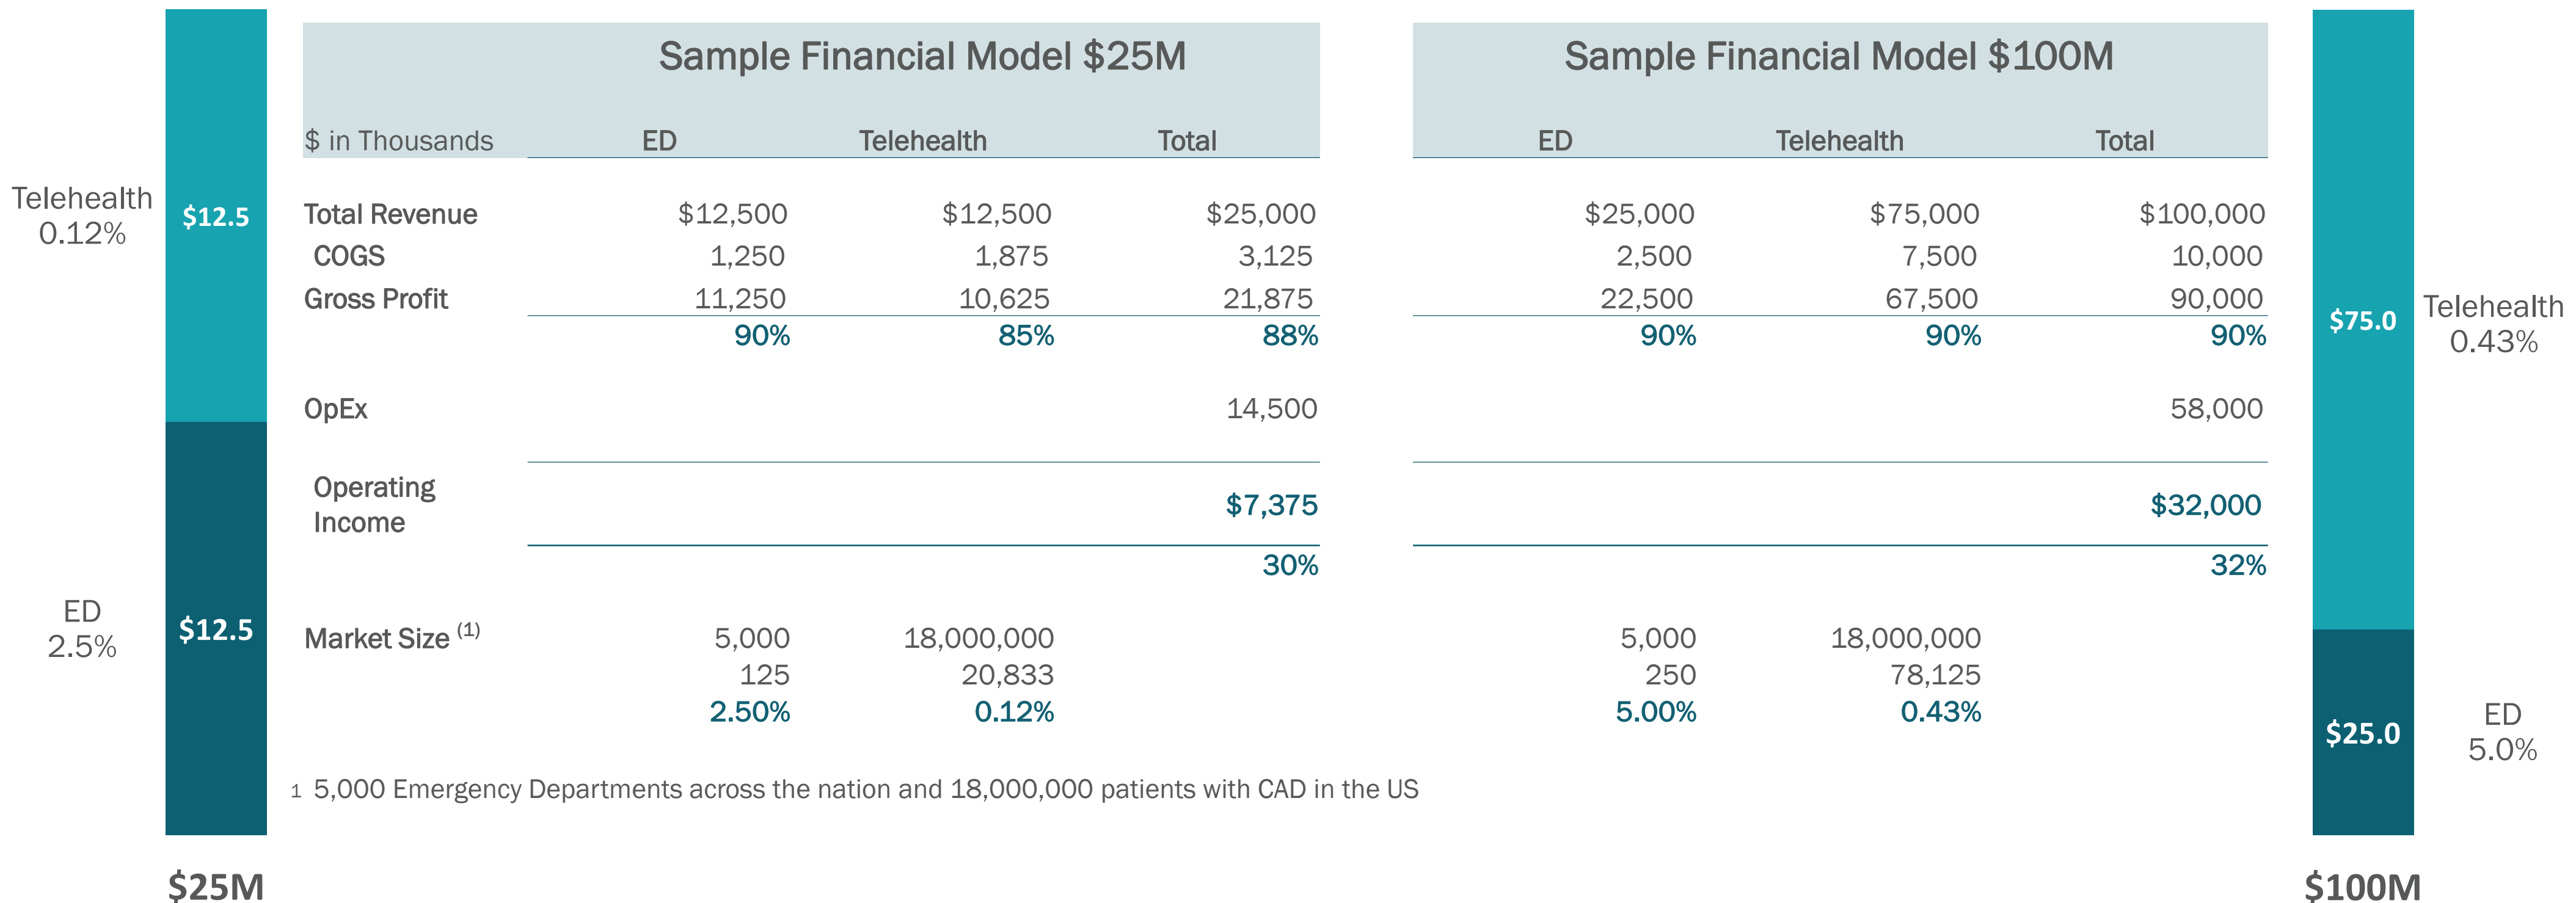 Sample Financial Model $25M
Sample Financial Model $100M
$ in Thousands ED Telehealth Total
ED Telehealth Total
Telehealth
0.12%
$12.5
Total Revenue $12,500 $12,500 $25,000 $25,000 $75,000 $100,000
COGS 1,250 1,875 3,125 2,500 7,500 10,000
Gross Profit 11,250 10,625 21,875 22,500 67,500 90,000
90% 85% 88% 90% 90% 90%
$75.0
Telehealth
0.43%
OpEx 14,500 58,000
Operating
Income
$7,375 $32,000
30% 32%
ED
2.5%
$12.5
Market Size (1) 5,000 18,000,000 5,000 18,000,000
125 20,833 250 78,125
2.50% 0.12% 5.00% 0.43%
$25.0
ED
5.0%
1 5,000 Emergency Departments across the nation and 18,000,000 patients with CAD in the US
$25M
$100M